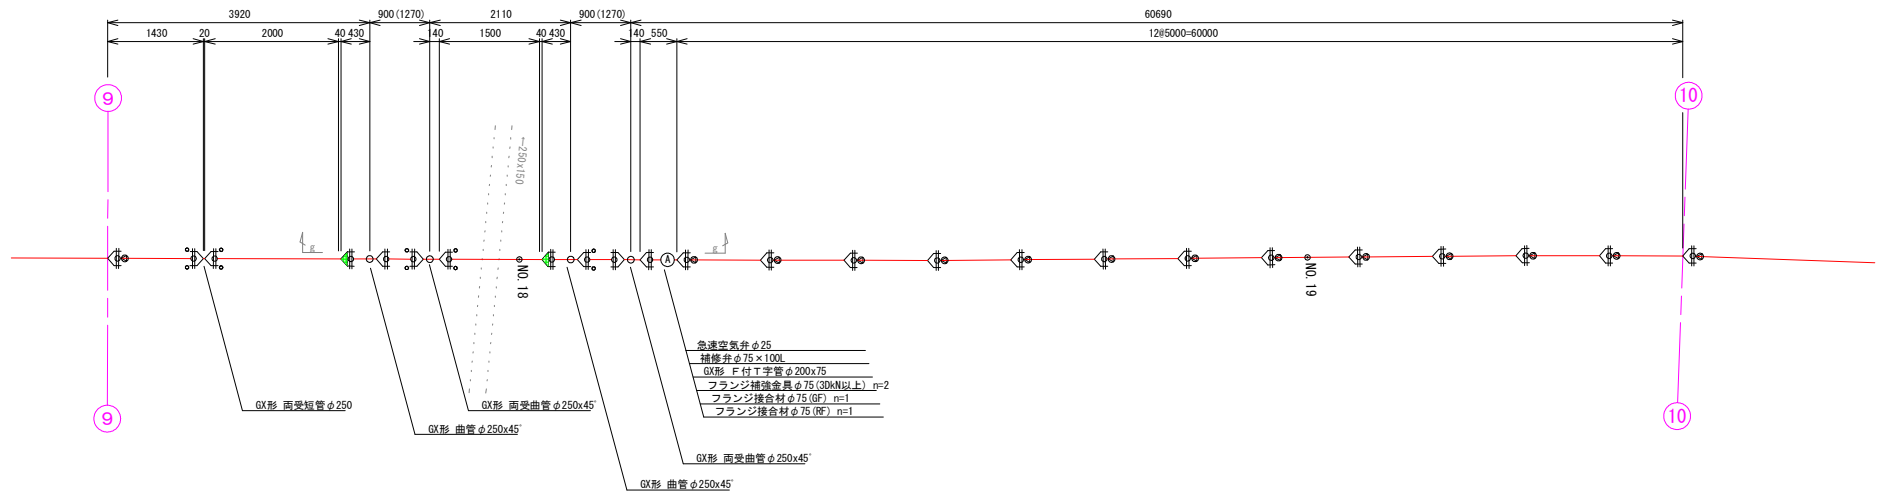 3920
900(1270)
2110
900(1270)
60690
1430
20
2000
40
430
140
1500
40
430
140
550
12@5000=60000
9
10
←250x150
g
g
NO. 18
NO. 19
A
急速空気弁φ25
補修弁φ75×100L
GX形 F付T字管φ200x75
フランジ補強金具φ75(3DkN以上) n=2
フランジ接合材φ75(GF) n=1
フランジ接合材φ75(RF) n=1
GX形 両受短管φ250
GX形 両受曲管φ250x45°
GX形 曲管φ250x45°
GX形 両受曲管φ250x45°
GX形 曲管φ250x45°
9
10